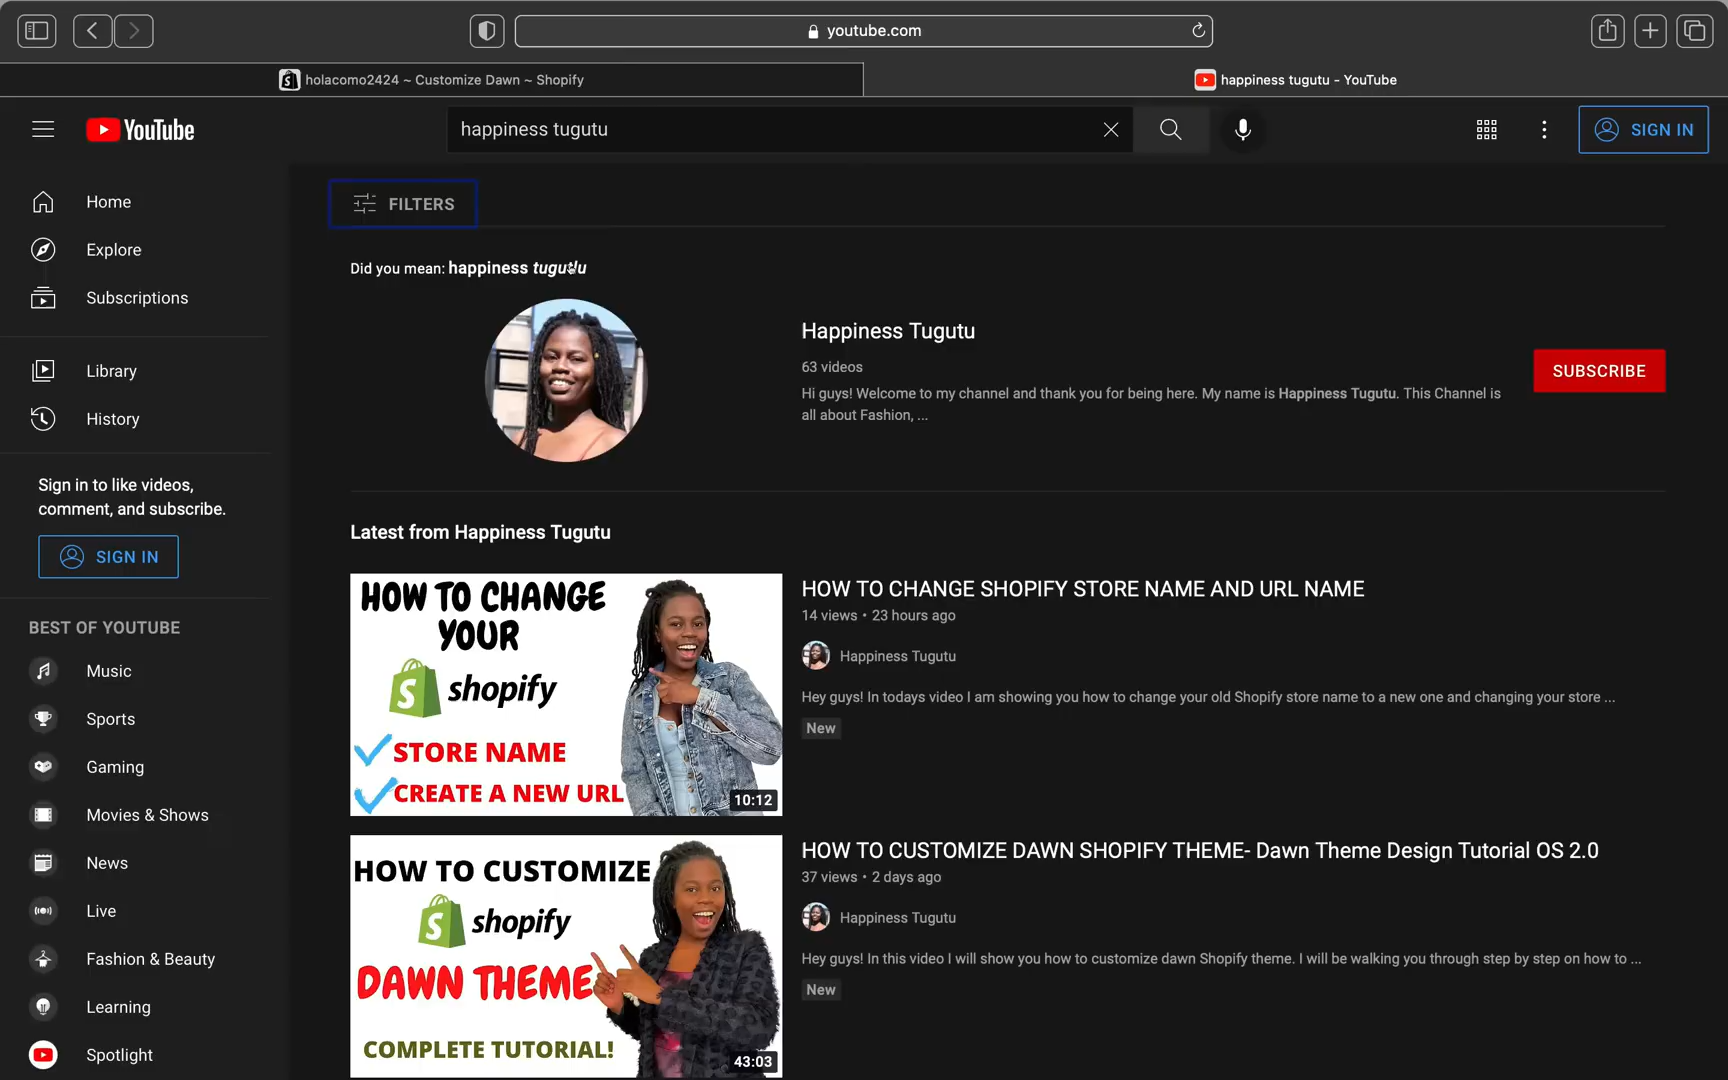 youtube.com
holacomo2424 ~ Customize Dawn ~ Shopify
happiness tugutu - YouTube
YouTube
happiness tugutu
SIGN IN
Home
Explore
Subscriptions
Library
History
Sign in to like videos,
comment, and subscribe.
SIGN IN
BEST OF YOUTUBE
Music
Sports
Gaming
Movies & Shows
News
Live
Fashion & Beauty
Learning
Spotlight
FILTERS
Did you mean: happiness
Happiness Tugutu
63 videos
Hi guys! Welcome to my channel and thank you for being here. My name is Happiness Tugutu. This Channel is
all about Fashion, ...
SUBSCRIBE
Latest from Happiness Tugutu
HOW TO CHANGE
YOUR
shopify
STORE NAME
CREATE A NEW URL
10:12
HOW TO CHANGE SHOPIFY STORE NAME AND URL NAME
14 views • 23 hours ago
Happiness Tugutu
Hey guys! In todays video I am showing you how to change your old Shopify store name to a new one and changing your store ...
New
HOW TO CUSTOMIZE
shopify
DAWN THEME
COMPLETE TUTORIAL!
43:03
HOW TO CUSTOMIZE DAWN SHOPIFY THEME- Dawn Theme Design Tutorial OS 2.0
37 views • 2 days ago
Happiness Tugutu
Hey guys! In this video I will show you how to customize dawn Shopify theme. I will be walking you through step by step on how to ...
New